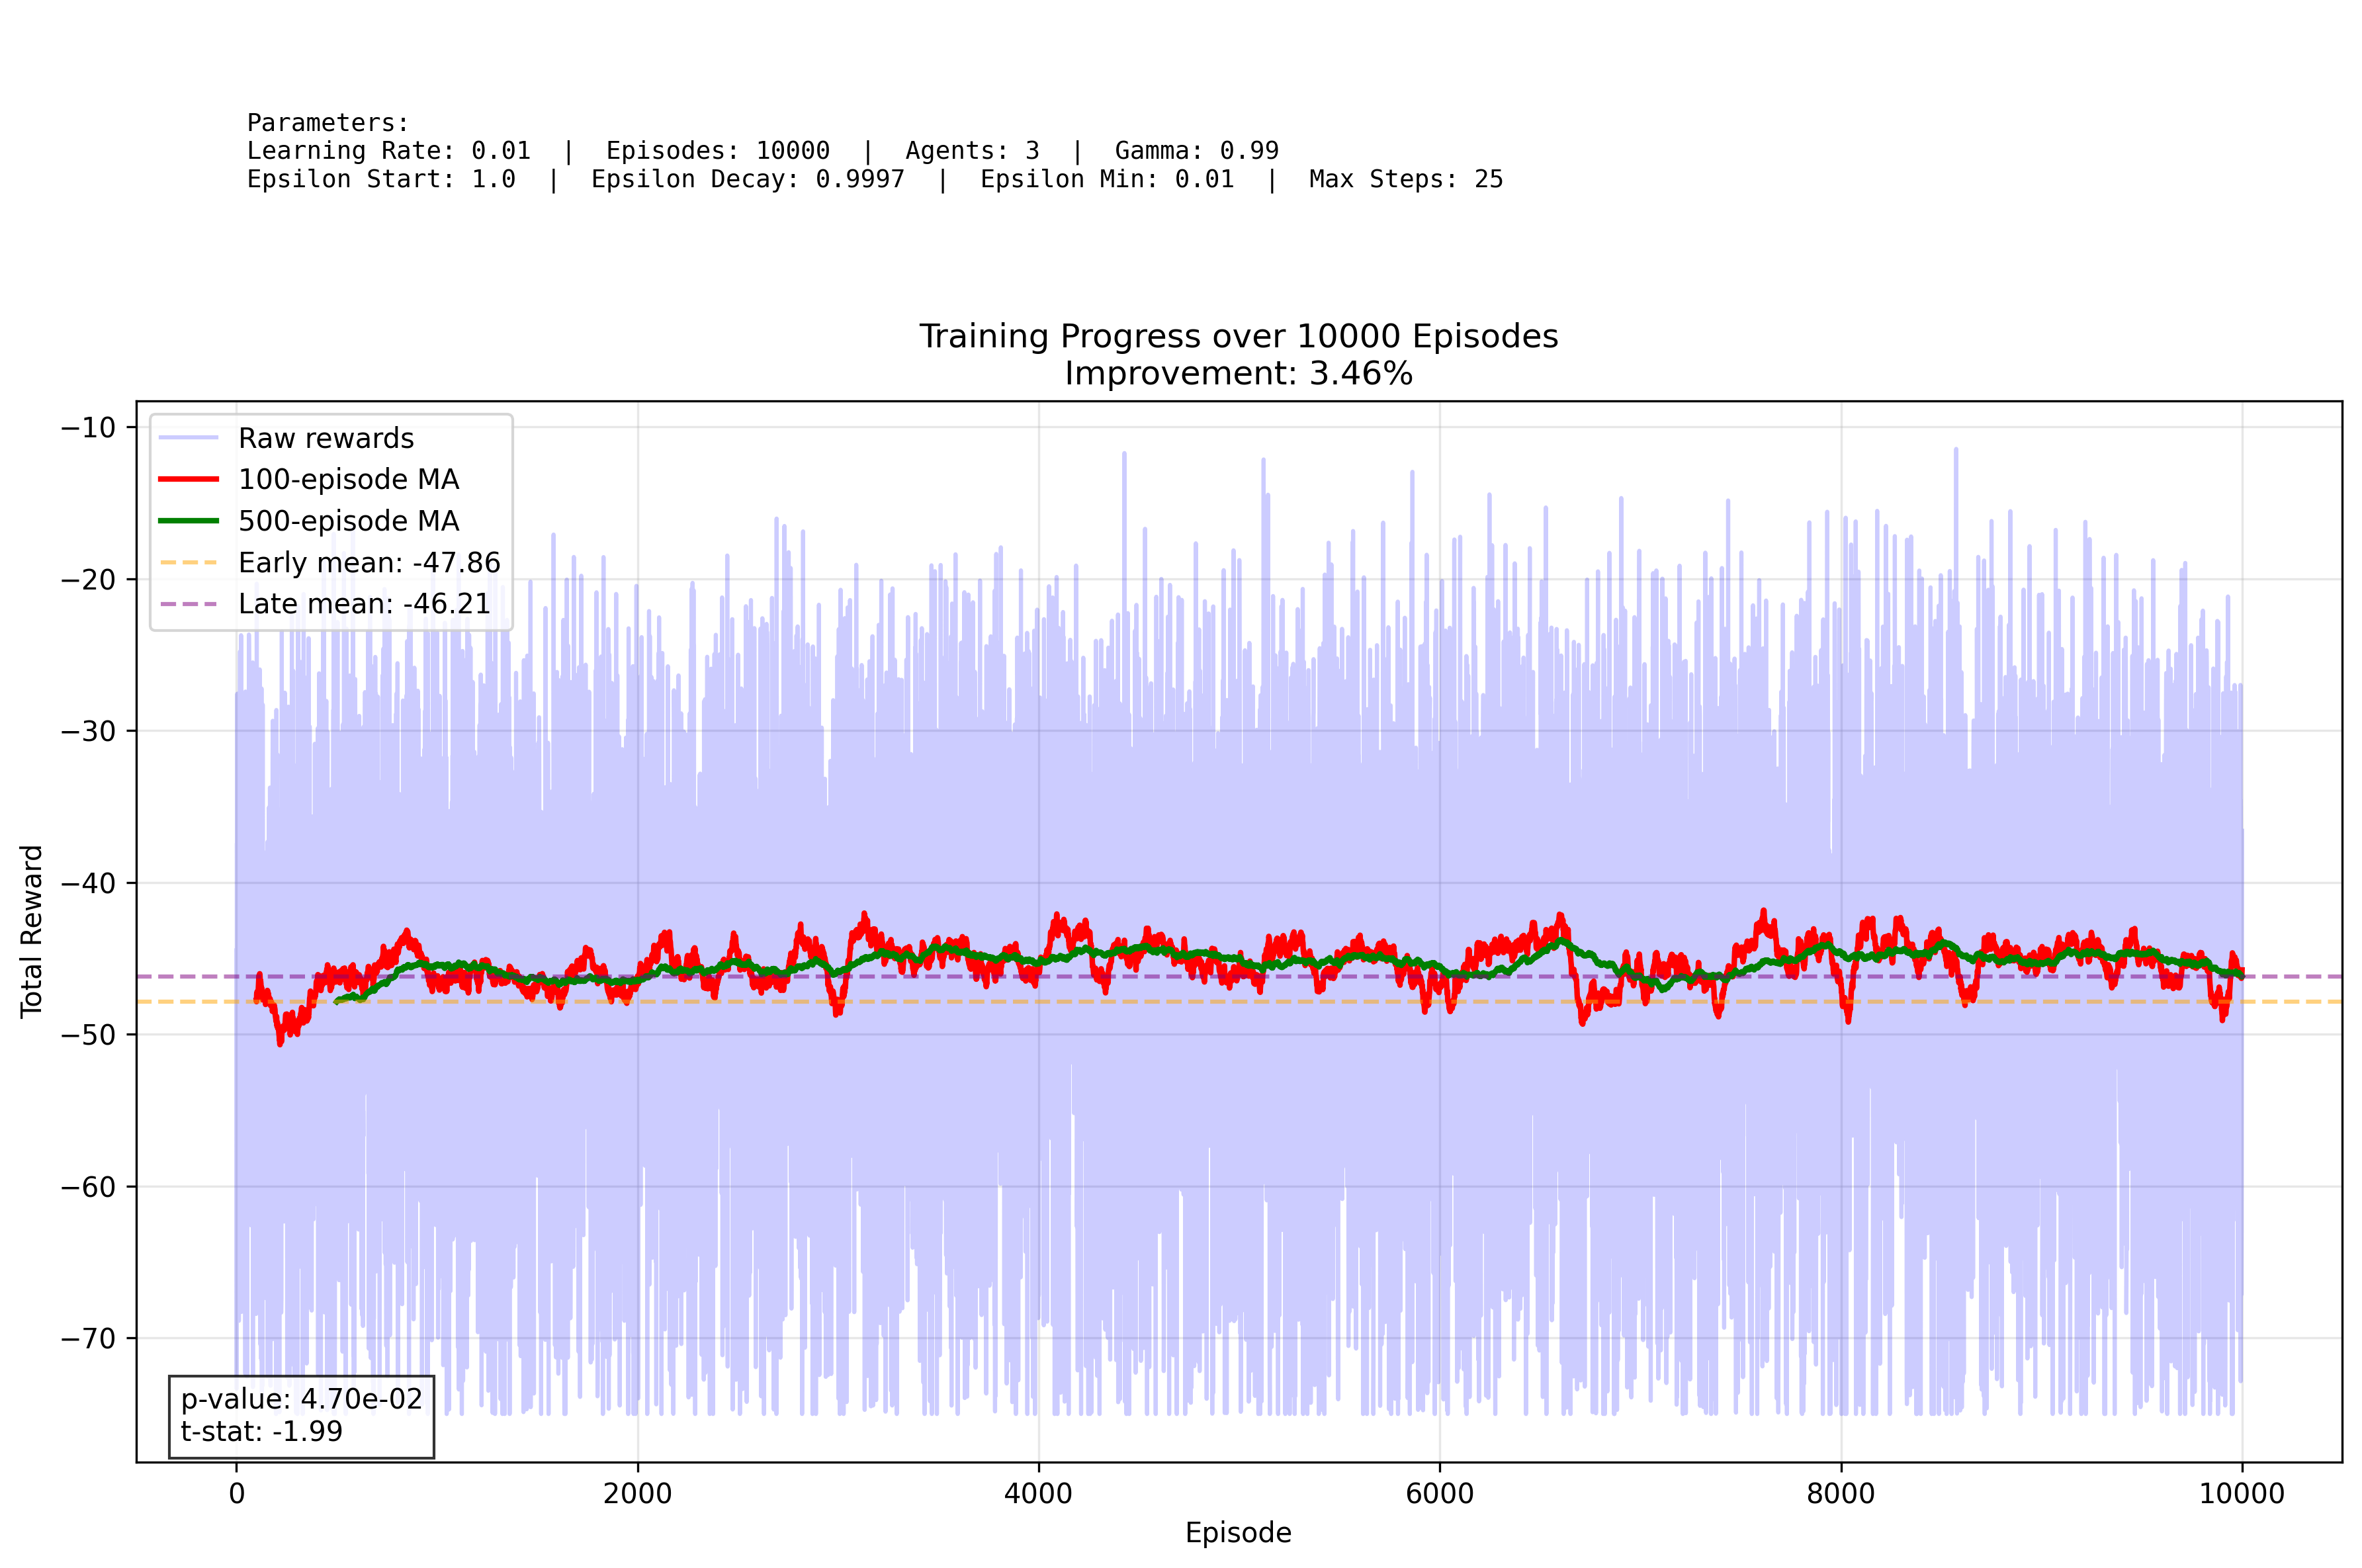 Parameters:
Learning Rate: 0.01  |  Episodes: 10000  |  Agents: 3  |  Gamma: 0.99
Epsilon Start: 1.0  |  Epsilon Decay: 0.9997  |  Epsilon Min: 0.01  |  Max Steps: 25
Training Progress over 10000 Episodes
Improvement: 3.46%
Raw rewards
100-episode MA
500-episode MA
Early mean: -47.86
Late mean: -46.21
−10
−20
−30
−40
−50
−60
−70
Total Reward
p-value: 4.70e-02
t-stat: -1.99
0
2000
4000
6000
8000
10000
Episode